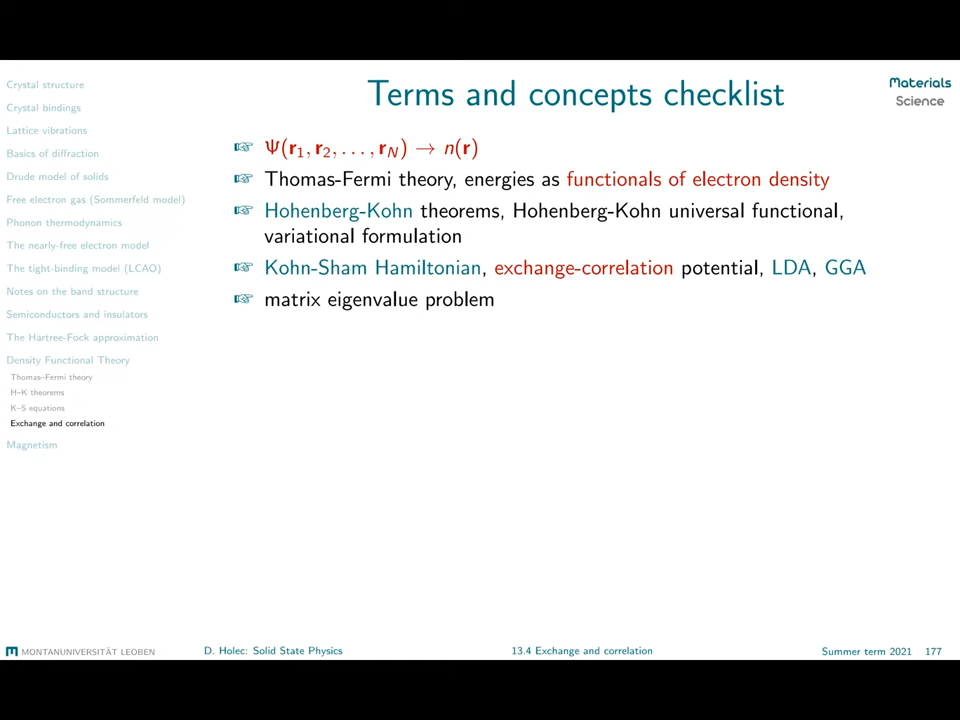 Terms and concepts checklist
Materials
Science
Crystal structure
Crystal bindings
Lattice vibrations
Basics of diffraction
Drude model of solids
Free electron gas (Sommerfeld model)
Phonon thermodynamics
The nearly-free electron model
The tight-binding model (LCAO)
Notes on the band structure
Semiconductors and insulators
The Hartree-Fock approximation
Density Functional Theory
Thomas–Fermi theory
H–K theorems
K–S equations
Exchange and correlation
Magnetism
☞ Ψ(r₁, r₂, . . . , r_N) → n(r)
☞ Thomas-Fermi theory, energies as functionals of electron density
☞ Hohenberg-Kohn theorems, Hohenberg-Kohn universal functional,
variational formulation
☞ Kohn-Sham Hamiltonian, exchange-correlation potential, LDA, GGA
☞ matrix eigenvalue problem
MONTANUNIVERSITÄT LEOBEN
D. Holec: Solid State Physics
13.4 Exchange and correlation
Summer term 2021 177